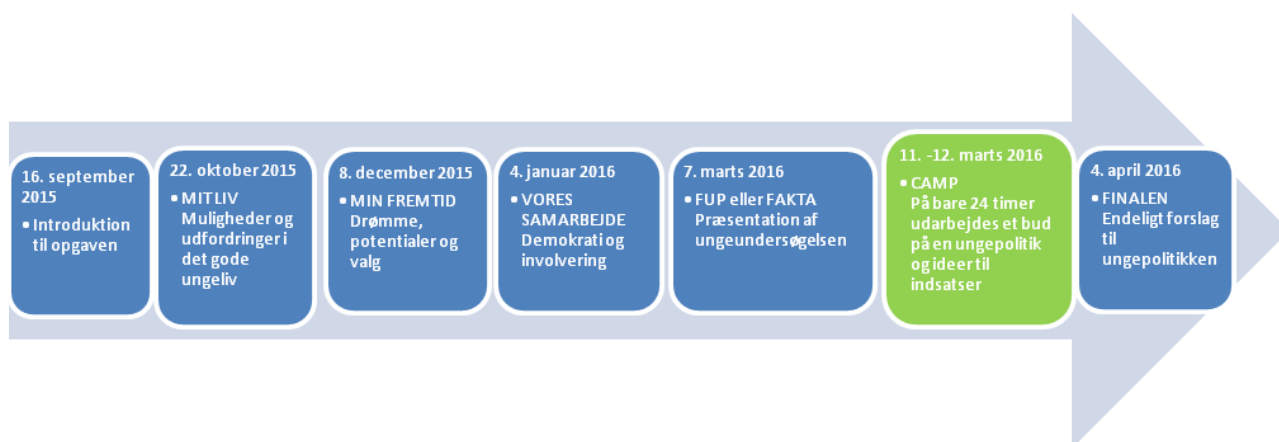 16. september
2015
▪ Introduktion
til opgaven
22. oktober 2015
▪ MIT LIV
Muligheder og
udfordringer i
det gode
ungeliv
8. december 2015
▪ MIN FREMTID
Drømme,
potentialer og
valg
4. januar 2016
▪ VORES
SAMARBEJDE
Demokrati og
involvering
7. marts 2016
▪ FUP eller FAKTA
Præsentation af
ungeundersøgelsen
11. -12. marts 2016
▪ CAMP
På bare 24 timer
udarbejdes et bud
på en ungepolitik
og ideer til
indsatser
4. april 2016
▪ FINALEN
Endeligt forslag
til
ungepolitikken